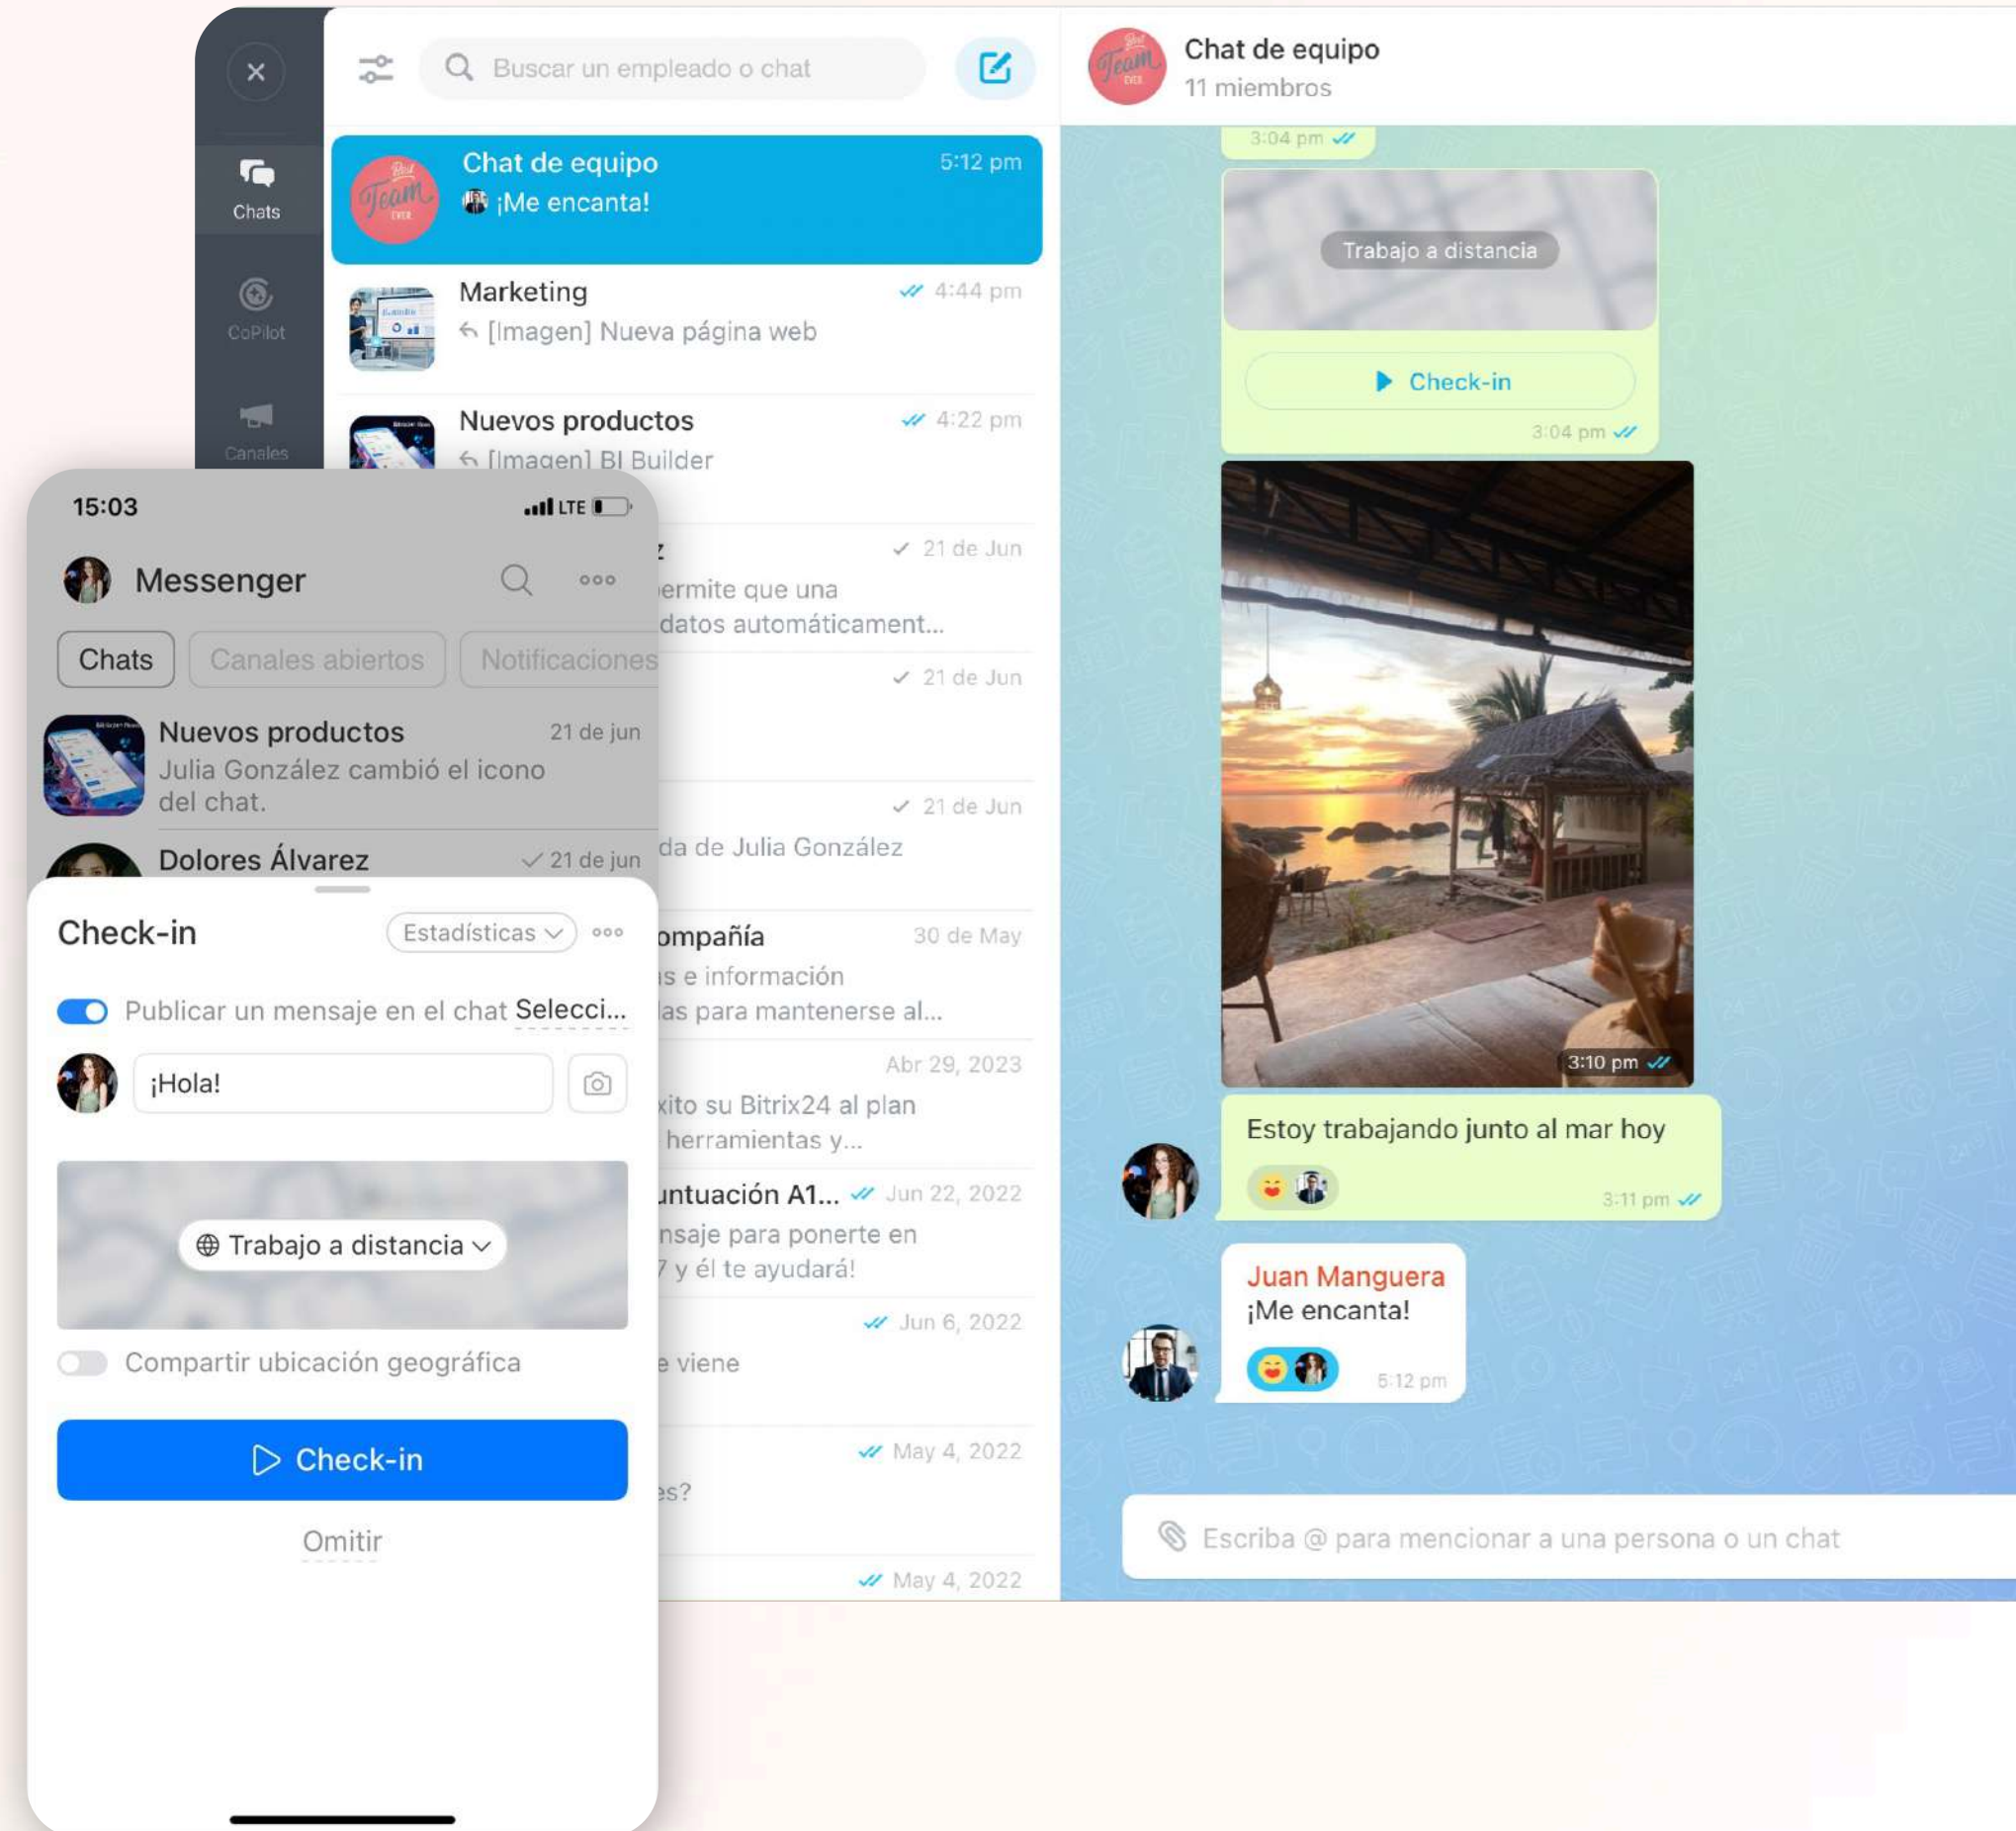 Buscar un empleado o chat
Chats
CoPilot
Canales
Best
Team
EVER
Chat de equipo
5:12 pm
¡Me encanta!
Marketing
4:44 pm
[Imagen] Nueva página web
Nuevos productos
4:22 pm
[Imagen] BI Builder
21 de Jun
permite que una
datos automáticament...
21 de Jun
21 de Jun
da de Julia González
ompañía
30 de May
as e información
las para mantenerse al...
Abr 29, 2023
xito su Bitrix24 al plan
herramientas y...
untuación A1...
Jun 22, 2022
nsaje para ponerte en
7 y él te ayudará!
Jun 6, 2022
e viene
May 4, 2022
es?
May 4, 2022
Best
Team
EVER
Chat de equipo
11 miembros
3:04 pm
Trabajo a distancia
Check-in
3:04 pm
3:10 pm
Estoy trabajando junto al mar hoy
3:11 pm
Juan Manguera
¡Me encanta!
5:12 pm
Escriba @ para mencionar a una persona o un chat
15:03
LTE
Messenger
Chats
Canales abiertos
Notificaciones
Nuevos productos
21 de jun
Julia González cambió el icono
del chat.
Dolores Álvarez
21 de jun
Check-in
Estadísticas
Publicar un mensaje en el chat Selecci...
¡Hola!
Trabajo a distancia
Compartir ubicación geográfica
Check-in
Omitir